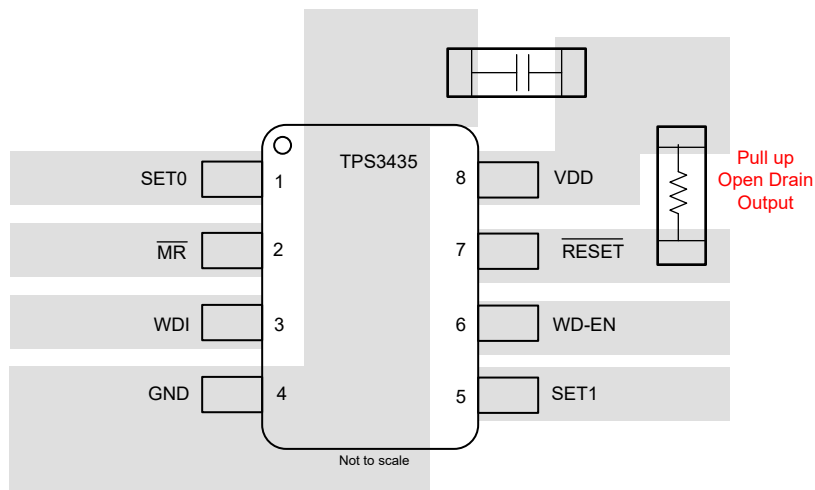 TPS3435
SET0
1
8
VDD
Pull up
Open Drain
Output
MR
2
7
RESET
WDI
3
6
WD-EN
GND
4
5
SET1
Not to scale